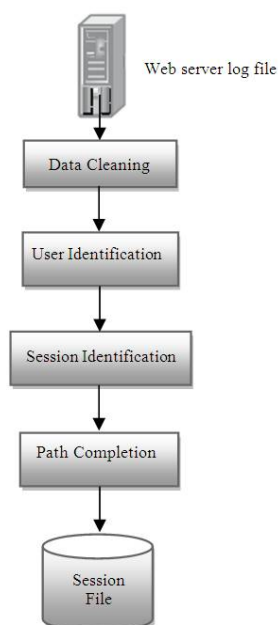 Web server log file
Data Cleaning
User Identification
Session Identification
Path Completion
Session
File